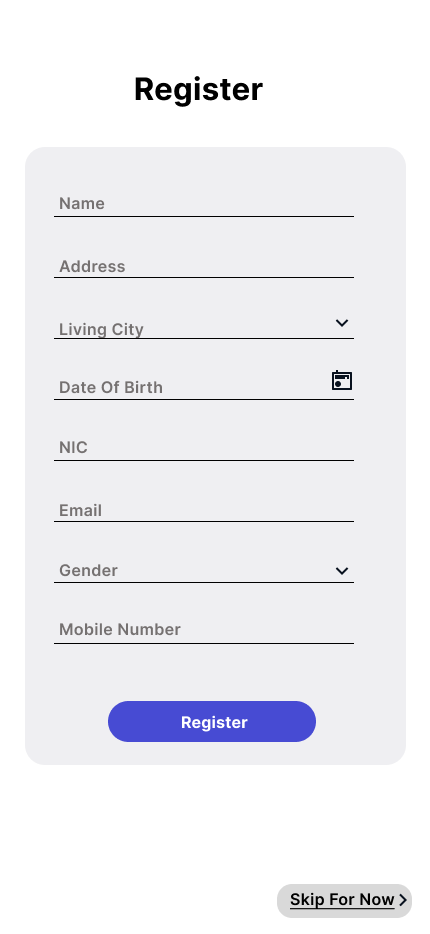 Register
Name
Address
Living City
Date Of Birth
NIC
Email
Gender
Mobile Number
Register
Skip For Now